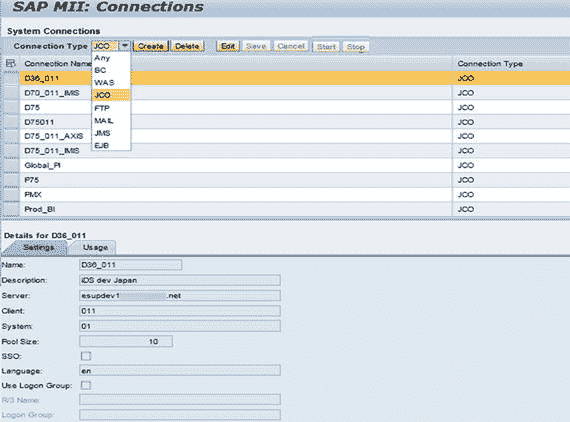 SAP MII: Connections
System Connections
Connection Type JCO Create Delete Edit Save Cancel Start Stop
Connection Name Connection Type
Any
BC
WAS
JCO
FTP
MAIL
JMS
EJB
D36_011 JCO
D70_011_IMIS JCO
D75 JCO
D75011 JCO
D75_011_AXIS JCO
D75_011_IMIS JCO
Global_PI JCO
P75 JCO
PMX JCO
Prod_BI JCO
Details for D36_011
Settings Usage
Name: D36_011
Description: iDS dev Japan
Server: esupdev1 .net
Client: 011
System: 01
Pool Size: 10
SSO:
Language: en
Use Logon Group:
R/3 Name:
Logon Group: